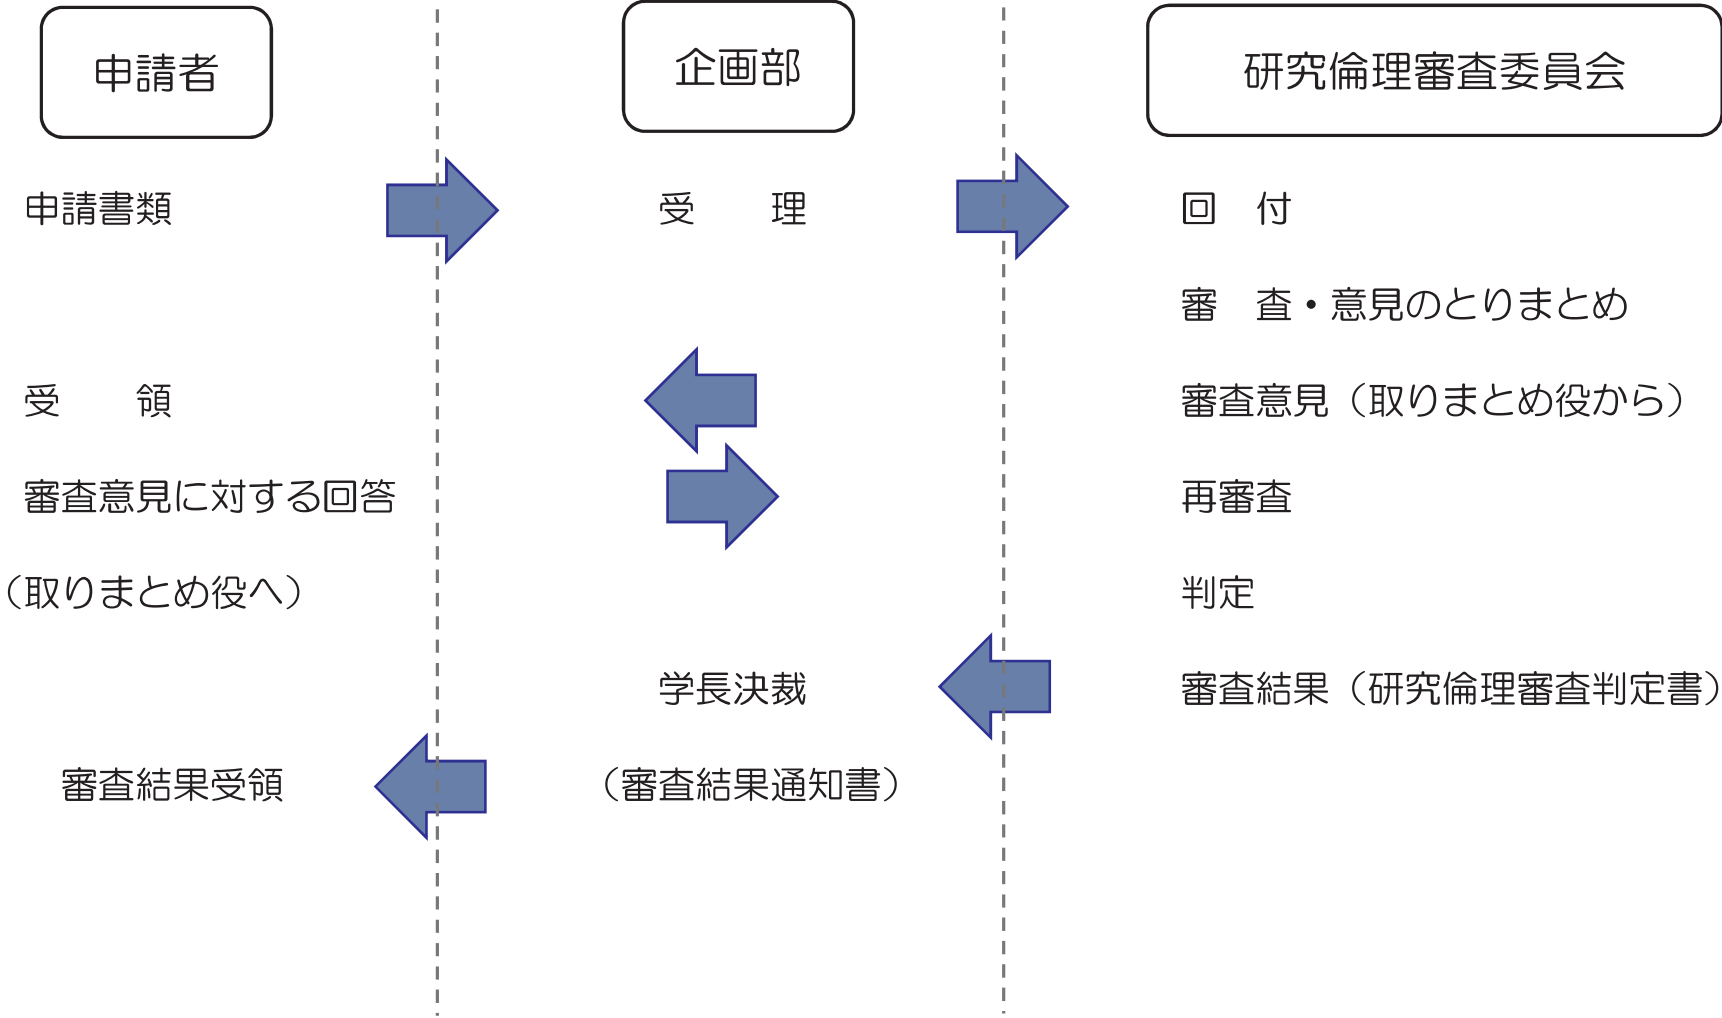 申請者
企画部
研究倫理審査委員会
申請書類
受　　理
回　付
審　査・意見のとりまとめ
受　　領
審査意見（取りまとめ役から）
審査意見に対する回答
再審査
（取りまとめ役へ）
判定
学長決裁
審査結果（研究倫理審査判定書）
審査結果受領
（審査結果通知書）